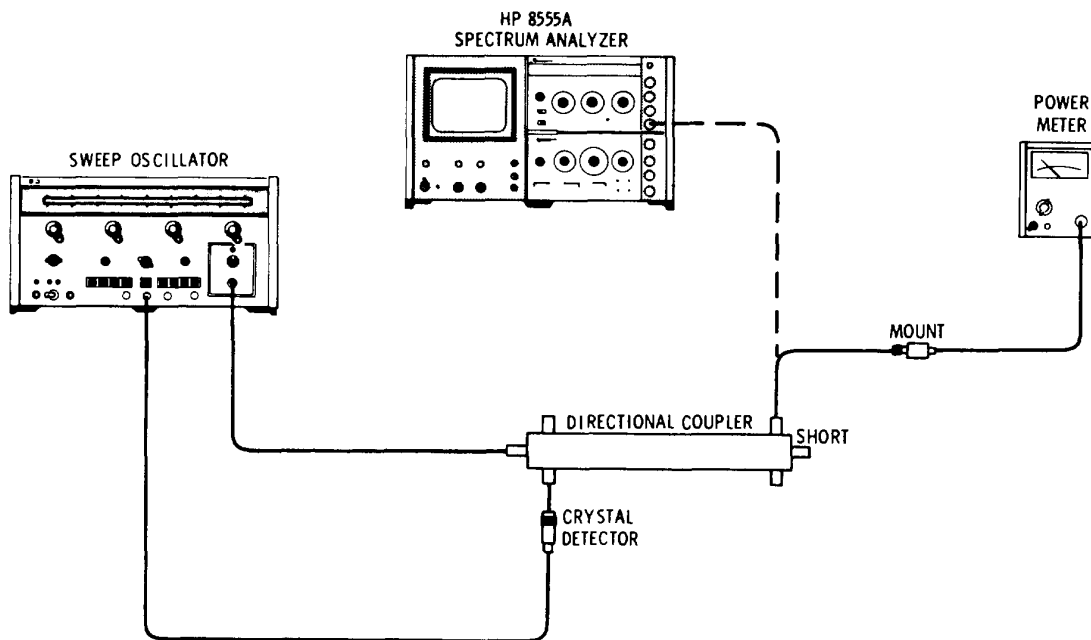 HP 8555A
SPECTRUM ANALYZER
POWER
METER
SWEEP OSCILLATOR
MOUNT
DIRECTIONAL COUPLER
SHORT
CRYSTAL
DETECTOR